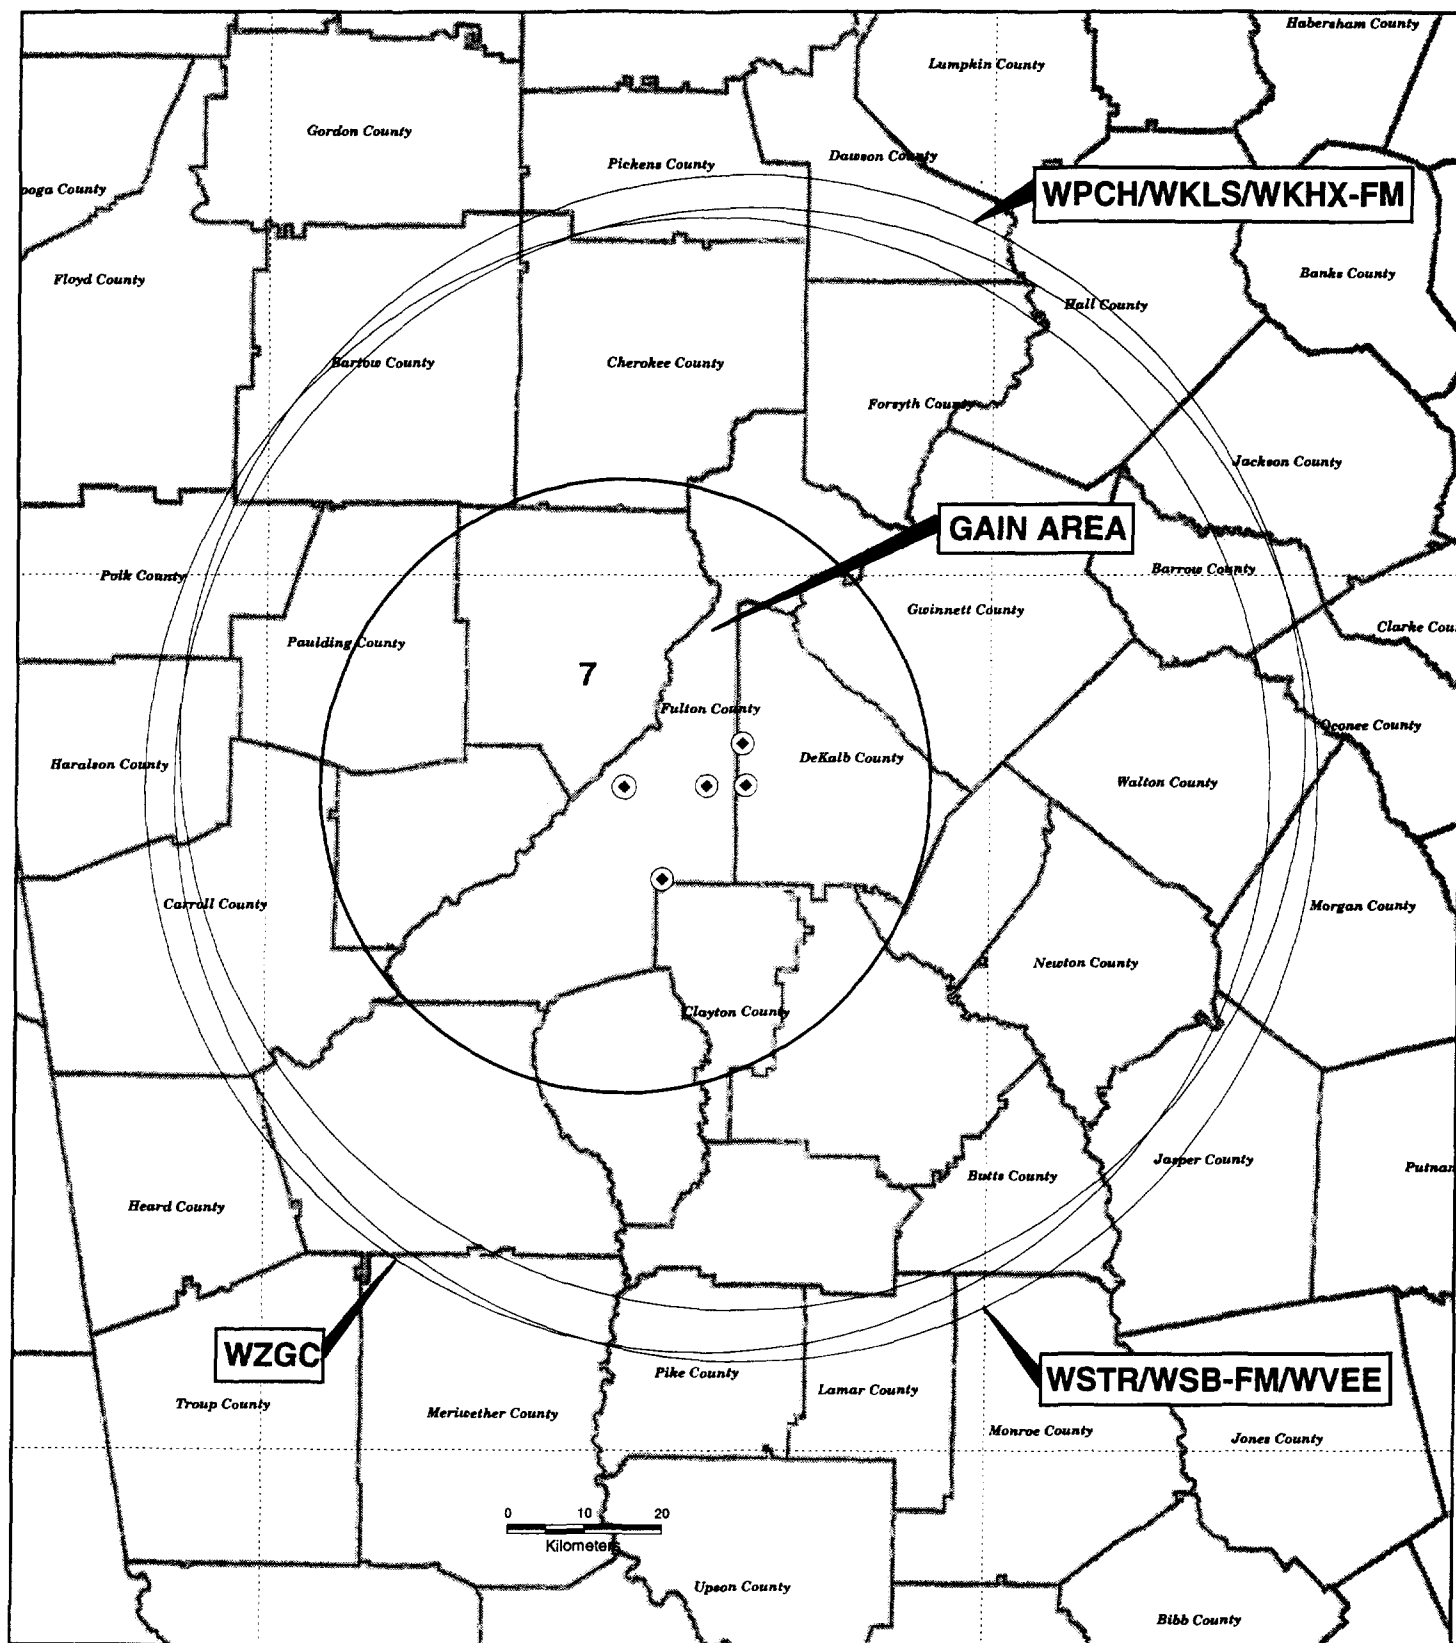 Habersham County
Lumpkin County
Gordon County
Pickens County
Dawson County
ooga County
WPCH/WKLS/WKHX-FM
Floyd County
Banks County
Hall County
Bartow County
Cherokee County
Forsyth County
Jackson County
GAIN AREA
Polk County
Barrow County
Gwinnett County
Clarke Cou
Paulding County
7
Fulton County
Oconee County
Haralson County
DeKalb County
Walton County
Carroll County
Morgan County
Newton County
Clayton County
Heard County
Butts County
Jasper County
Putnam
WZGC
Pike County
WSTR/WSB-FM/WVEE
Troup County
Meriwether County
Lamar County
Monroe County
Jones County
0 10 20
Kilometers
Upson County
Bibb County